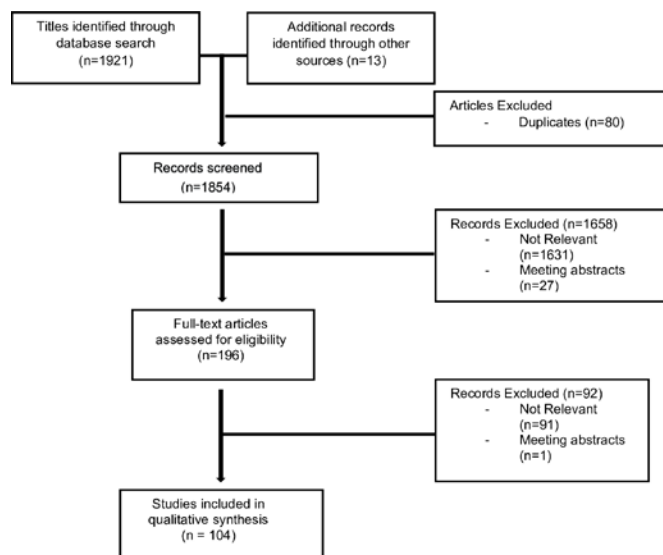 Titles identified through
database search
(n=1921)
Additional records
identified through other
sources (n=13)
Articles Excluded
- Duplicates (n=80)
Records screened
(n=1854)
Records Excluded (n=1658)
- Not Relevant
(n=1631)
- Meeting abstracts
(n=27)
Full-text articles
assessed for eligibility
(n=196)
Records Excluded (n=92)
- Not Relevant
(n=91)
- Meeting abstracts
(n=1)
Studies included in
qualitative synthesis
(n = 104)